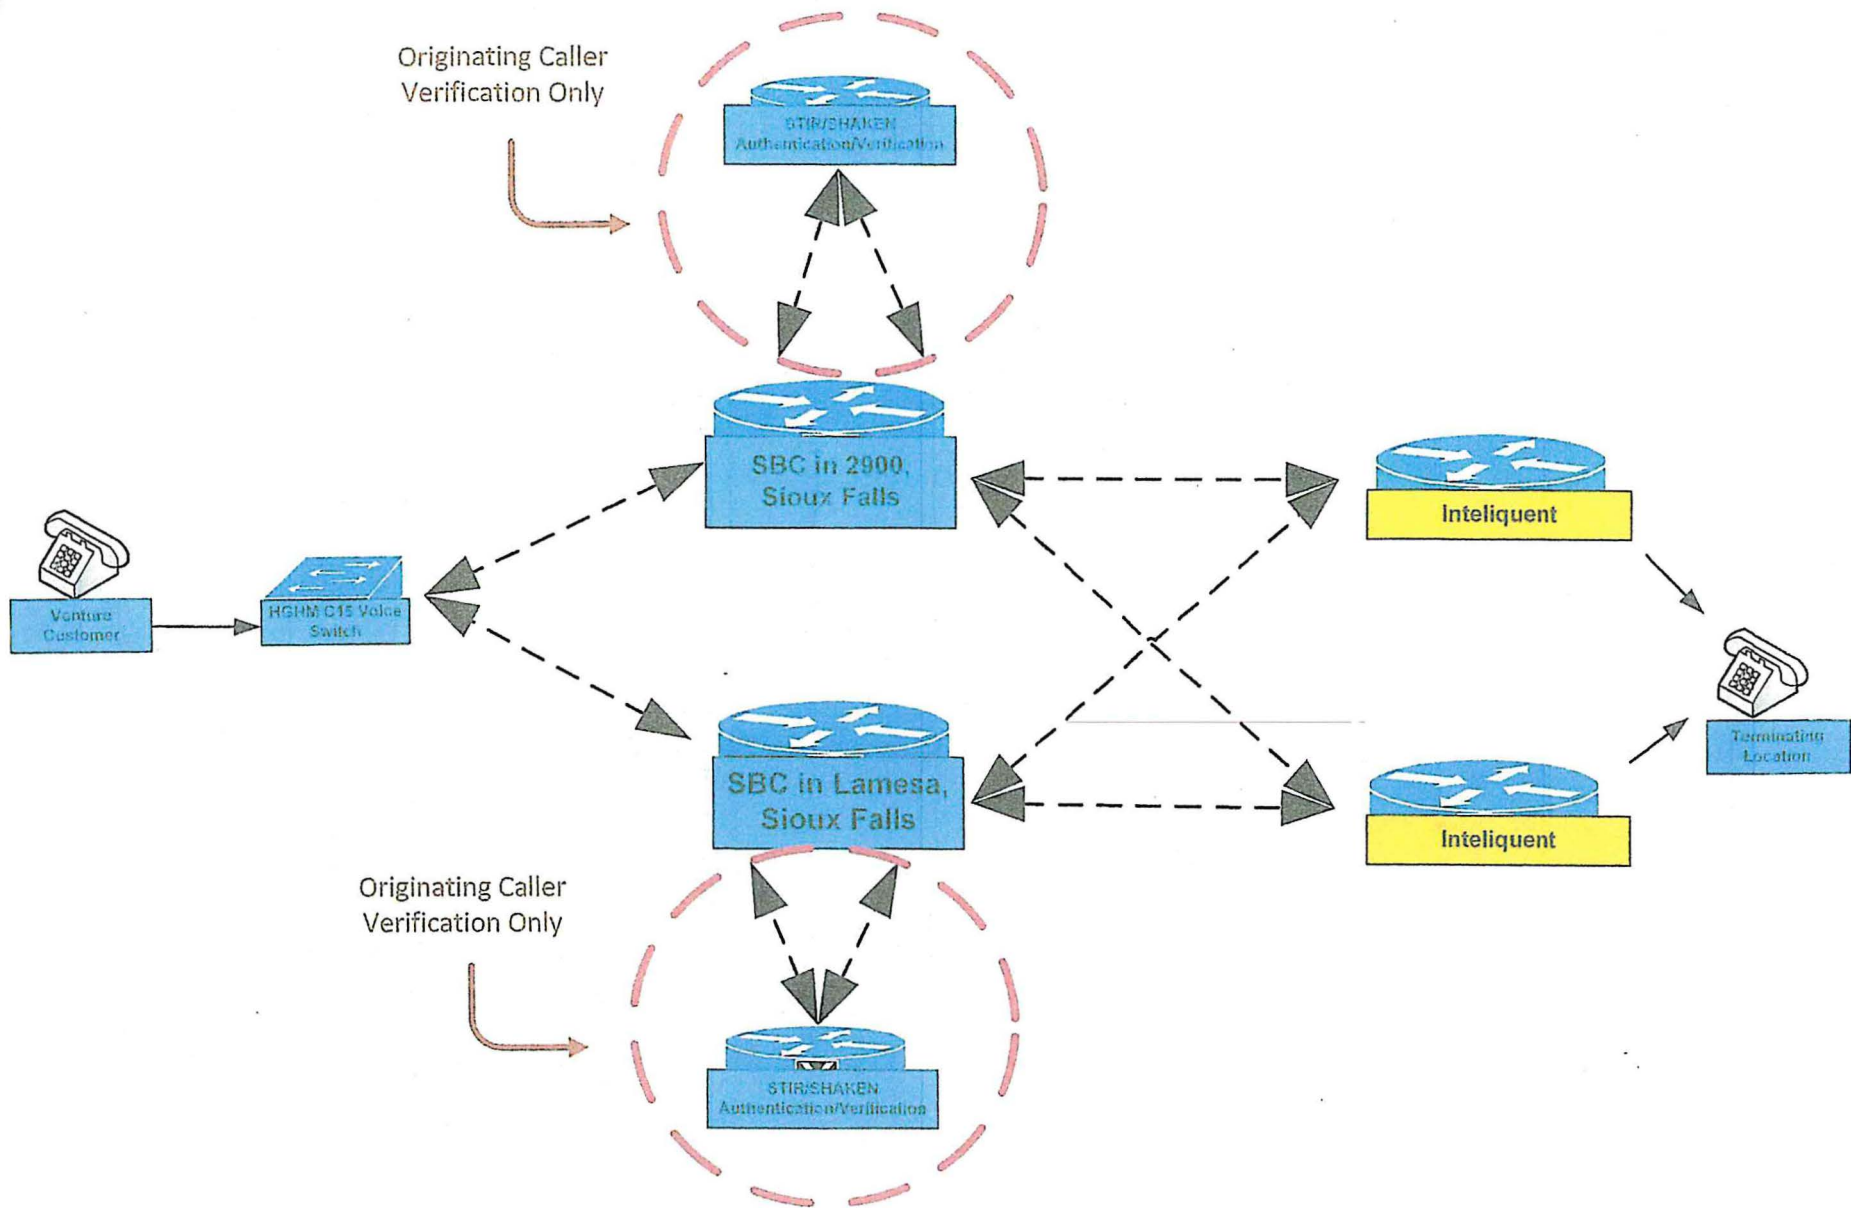 Originating Caller
Verification Only
STIR/SHAKEN
Authentication/Verification
SBC in 2900,
Sioux Falls
Inteliquent
Venture
Customer
HGHM C15 Voice
Switch
SBC in Lamesa,
Sioux Falls
Terminating
Location
Inteliquent
Originating Caller
Verification Only
STIR/SHAKEN
Authentication/Verification